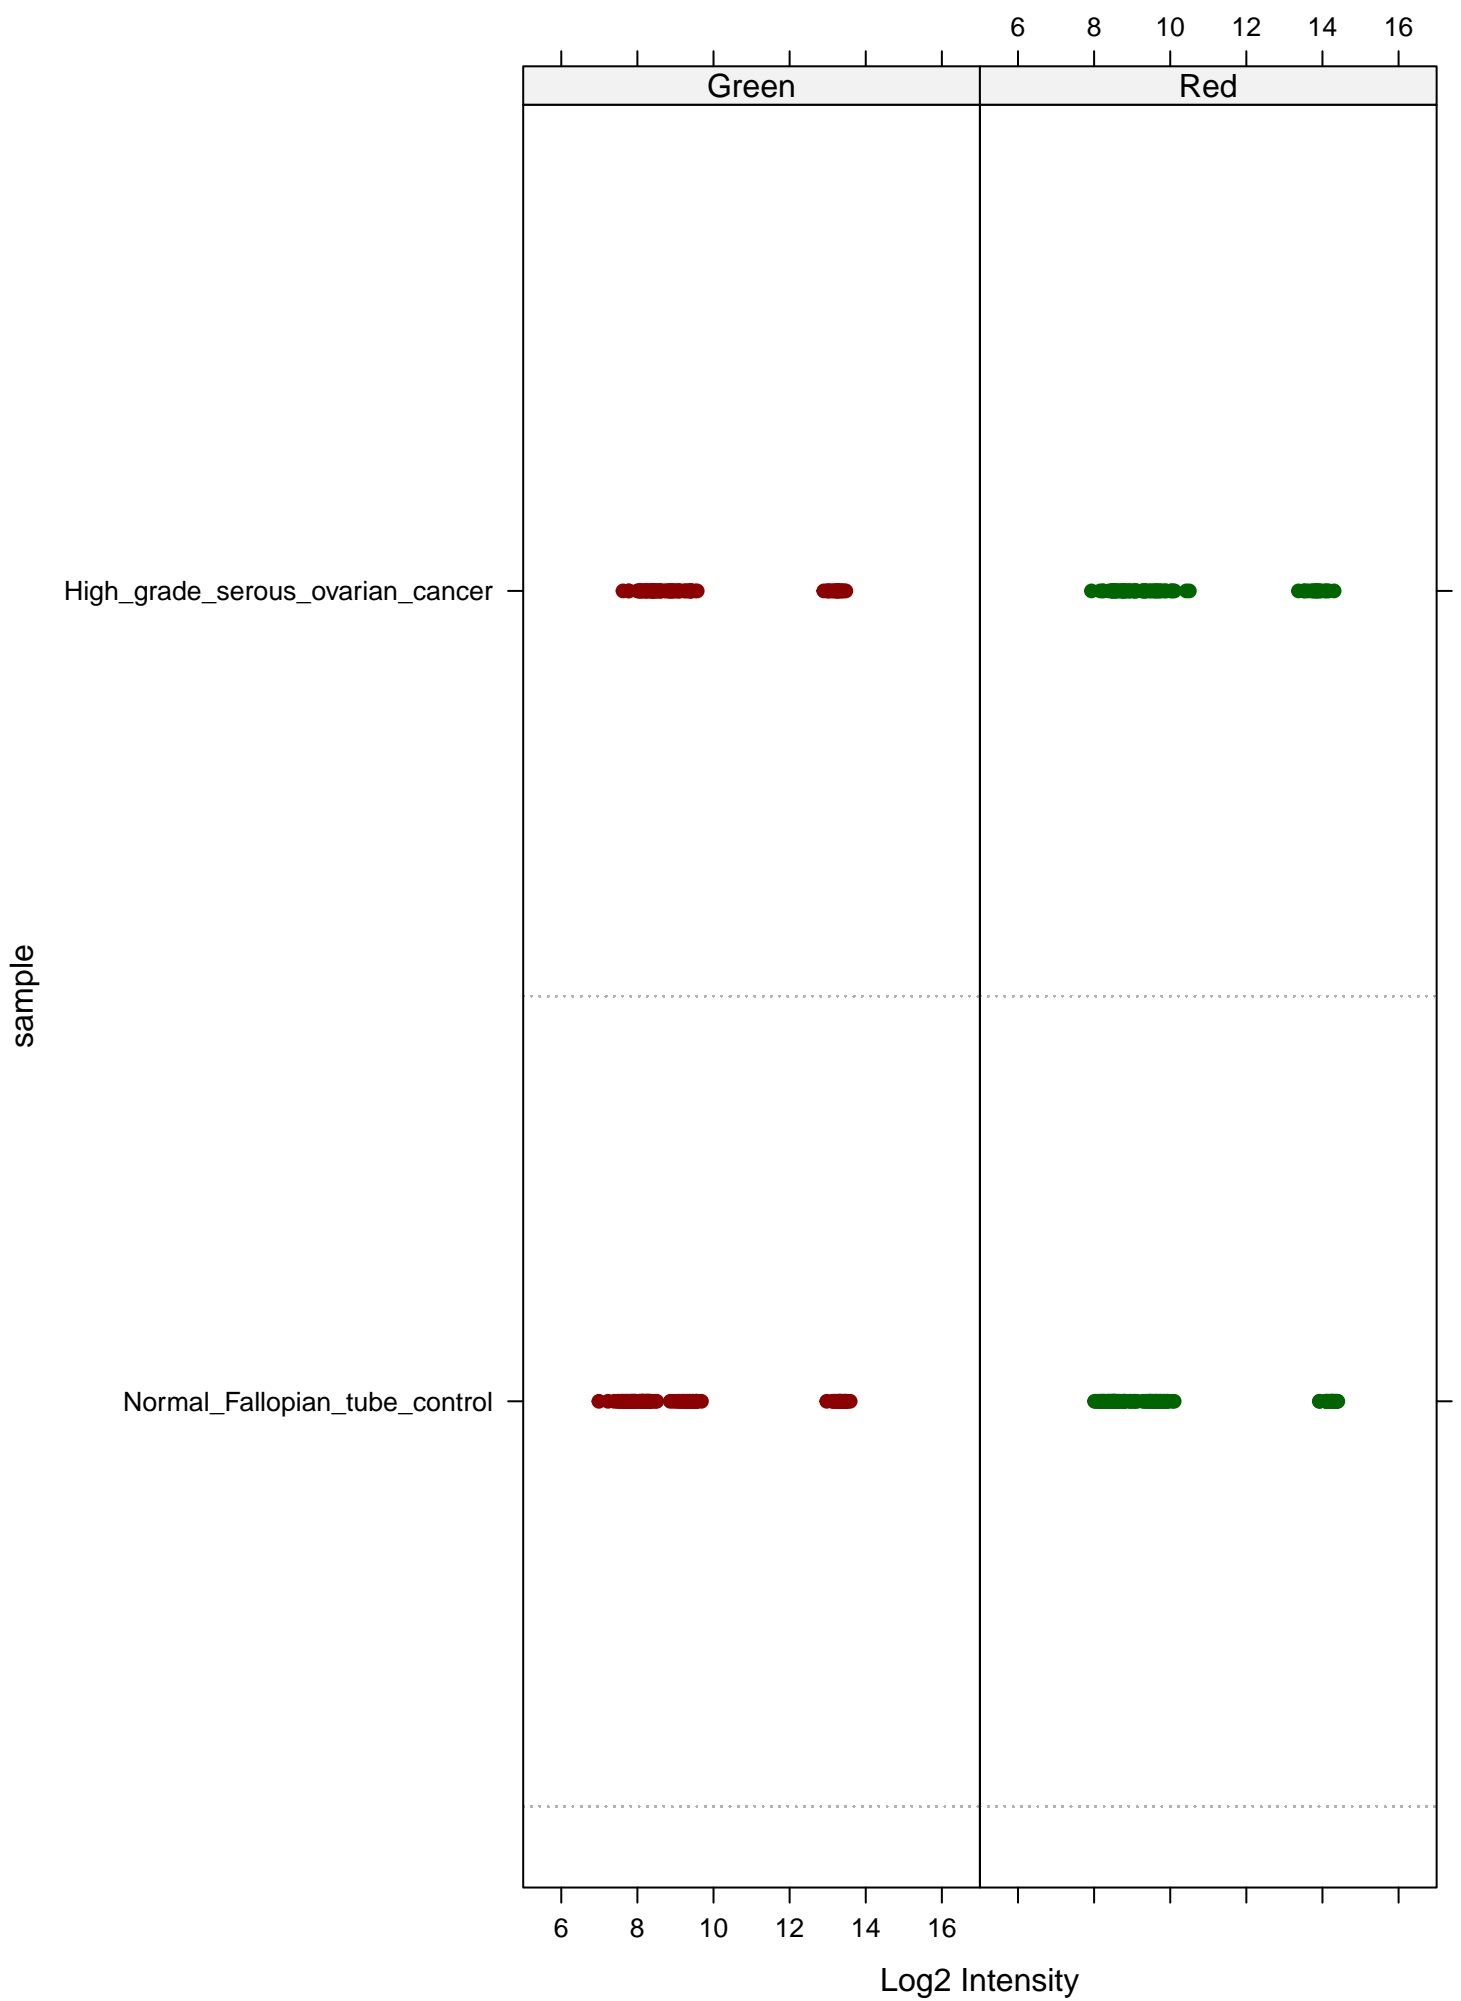 6 8 10 12 14 16
Green Red
High_grade_serous_ovarian_cancer
sample
Normal_Fallopian_tube_control
6 8 10 12 14 16
Log2 Intensity